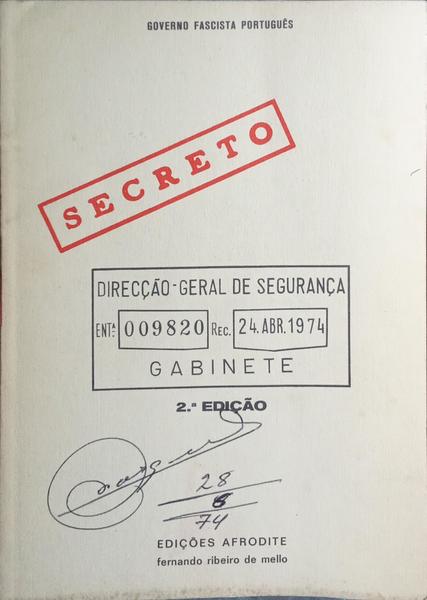 GOVERNO FASCISTA PORTUGUÊS
SECRETO
DIRECÇÃO-GERAL DE SEGURANÇA
ENTª: 009820 REC. 24.ABR.1974
GABINETE
2.ª EDIÇÃO
28
6
74
EDIÇÕES AFRODITE
fernando ribeiro de mello